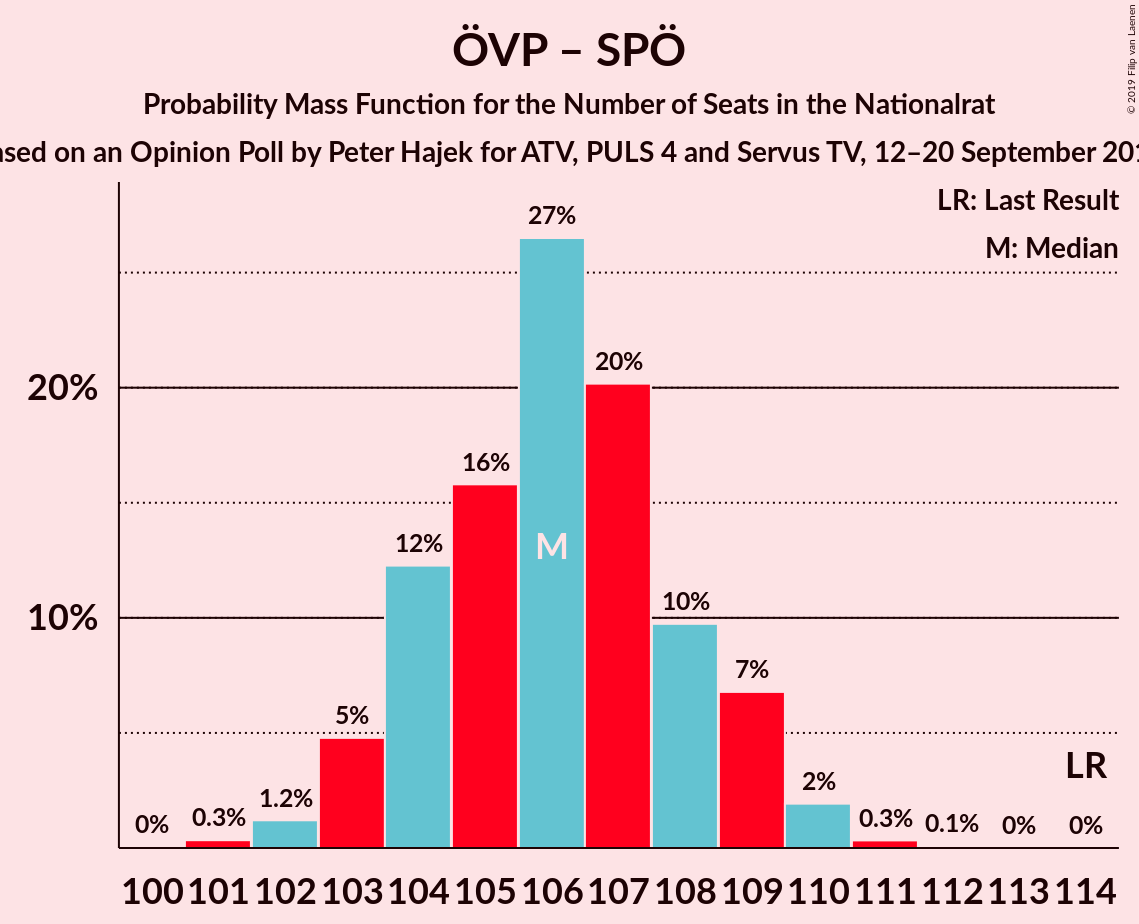 ÖVP – SPÖ
Probability Mass Function for the Number of Seats in the Nationalrat
on an Opinion Poll by Peter Hajek for ATV, PULS 4 and Servus TV, 12–20 September
© 2019 Filip van Laenen
LR: Last Result
M: Median
27%
20%
20%
16%
12%
M
10%
10%
7%
5%
LR
2%
1.2%
0.3%
0%
0.3%
0.1%
0%
0%
100 101 102 103 104 105 106 107 108 109 110 111 112 113 114